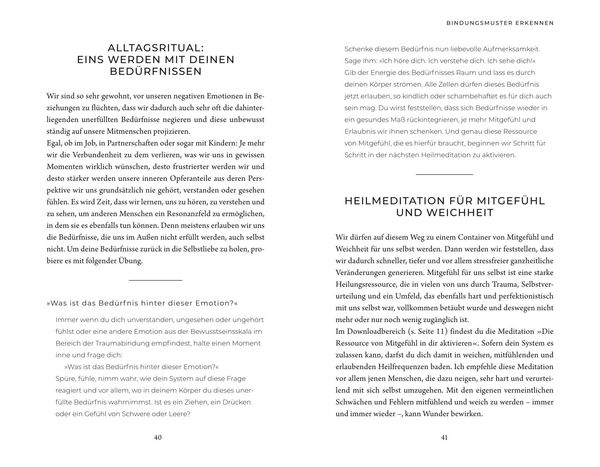 ALLTAGSRITUAL:
EINS WERDEN MIT DEINEN
BEDÜRFNISSEN
Wir sind so sehr gewohnt, vor unseren negativen Emotionen in Be-
ziehungen zu flüchten, dass wir dadurch auch sehr oft die dahinter-
liegenden unerfüllten Bedürfnisse negieren und diese unbewusst
ständig auf unsere Mitmenschen projizieren.
Egal, ob im Job, in Partnerschaften oder sogar mit Kindern: Je mehr
wir die Verbundenheit zu dem verlieren, was wir uns in gewissen
Momenten wirklich wünschen, desto frustrierter werden wir und
desto stärker werden unsere inneren Opferanteile aus deren Pers-
pektive wir uns grundsätzlich nie gehört, verstanden oder gesehen
fühlen. Es wird Zeit, dass wir lernen, uns zu hören, zu verstehen und
zu sehen, um anderen Menschen ein Resonanzfeld zu ermöglichen,
in dem sie es ebenfalls tun können. Denn meistens erlauben wir uns
die Bedürfnisse, die uns im Außen nicht erfüllt werden, auch selbst
nicht. Um deine Bedürfnisse zurück in die Selbstliebe zu holen, pro-
biere es mit folgender Übung.
»Was ist das Bedürfnis hinter dieser Emotion?«
Immer wenn du dich unverstanden, ungesehen oder ungehört
fühlst oder eine andere Emotion aus der Bewusstseinsskala im
Bereich der Traumabindung empfindest, halte einen Moment
inne und frage dich:
»Was ist das Bedürfnis hinter dieser Emotion?«
Spüre, fühle, nimm wahr, wie dein System auf diese Frage
reagiert und vor allem, wo in deinem Körper du dieses uner-
füllte Bedürfnis wahrnimmst. Ist es ein Ziehen, ein Drücken
oder ein Gefühl von Schwere oder Leere?
40
BINDUNGSMUSTER ERKENNEN
Schenke diesem Bedürfnis nun liebevolle Aufmerksamkeit.
Sage ihm: »Ich höre dich. Ich verstehe dich. Ich sehe dich!«
Gib der Energie des Bedürfnisses Raum und lass es durch
deinen Körper strömen. Alle Zellen dürfen dieses Bedürfnis
jetzt erlauben, so kindlich oder schambehaftet es für dich auch
sein mag. Du wirst feststellen, dass sich Bedürfnisse wieder in
ein gesundes Maß rückintegrieren, je mehr Mitgefühl und
Erlaubnis wir ihnen schenken. Und genau diese Ressource
von Mitgefühl, die es hierfür braucht, beginnen wir Schritt für
Schritt in der nächsten Heilmeditation zu aktivieren.
HEILMEDITATION FÜR MITGEFÜHL
UND WEICHHEIT
Wir dürfen auf diesem Weg zu einem Container von Mitgefühl und
Weichheit für uns selbst werden. Dann werden wir feststellen, dass
wir dadurch schneller, tiefer und vor allem stressfreier ganzheitliche
Veränderungen generieren. Mitgefühl für uns selbst ist eine starke
Heilungsressource, die in vielen von uns durch Trauma, Selbstver-
urteilung und ein Umfeld, das ebenfalls hart und perfektionistisch
mit uns selbst war, vollkommen betäubt wurde und deswegen nicht
mehr oder nur noch wenig zugänglich ist.
Im Downloadbereich (s. Seite 11) findest du die Meditation »Die
Ressource von Mitgefühl in dir aktivieren«. Sofern dein System es
zulassen kann, darfst du dich damit in weichen, mitfühlenden und
erlaubenden Heilfrequenzen baden. Ich empfehle diese Meditation
vor allem jenen Menschen, die dazu neigen, sehr hart und verurtei-
lend mit sich selbst umzugehen. Mit den eigenen vermeintlichen
Schwächen und Fehlern mitfühlend und weich zu werden – immer
und immer wieder –, kann Wunder bewirken.
41